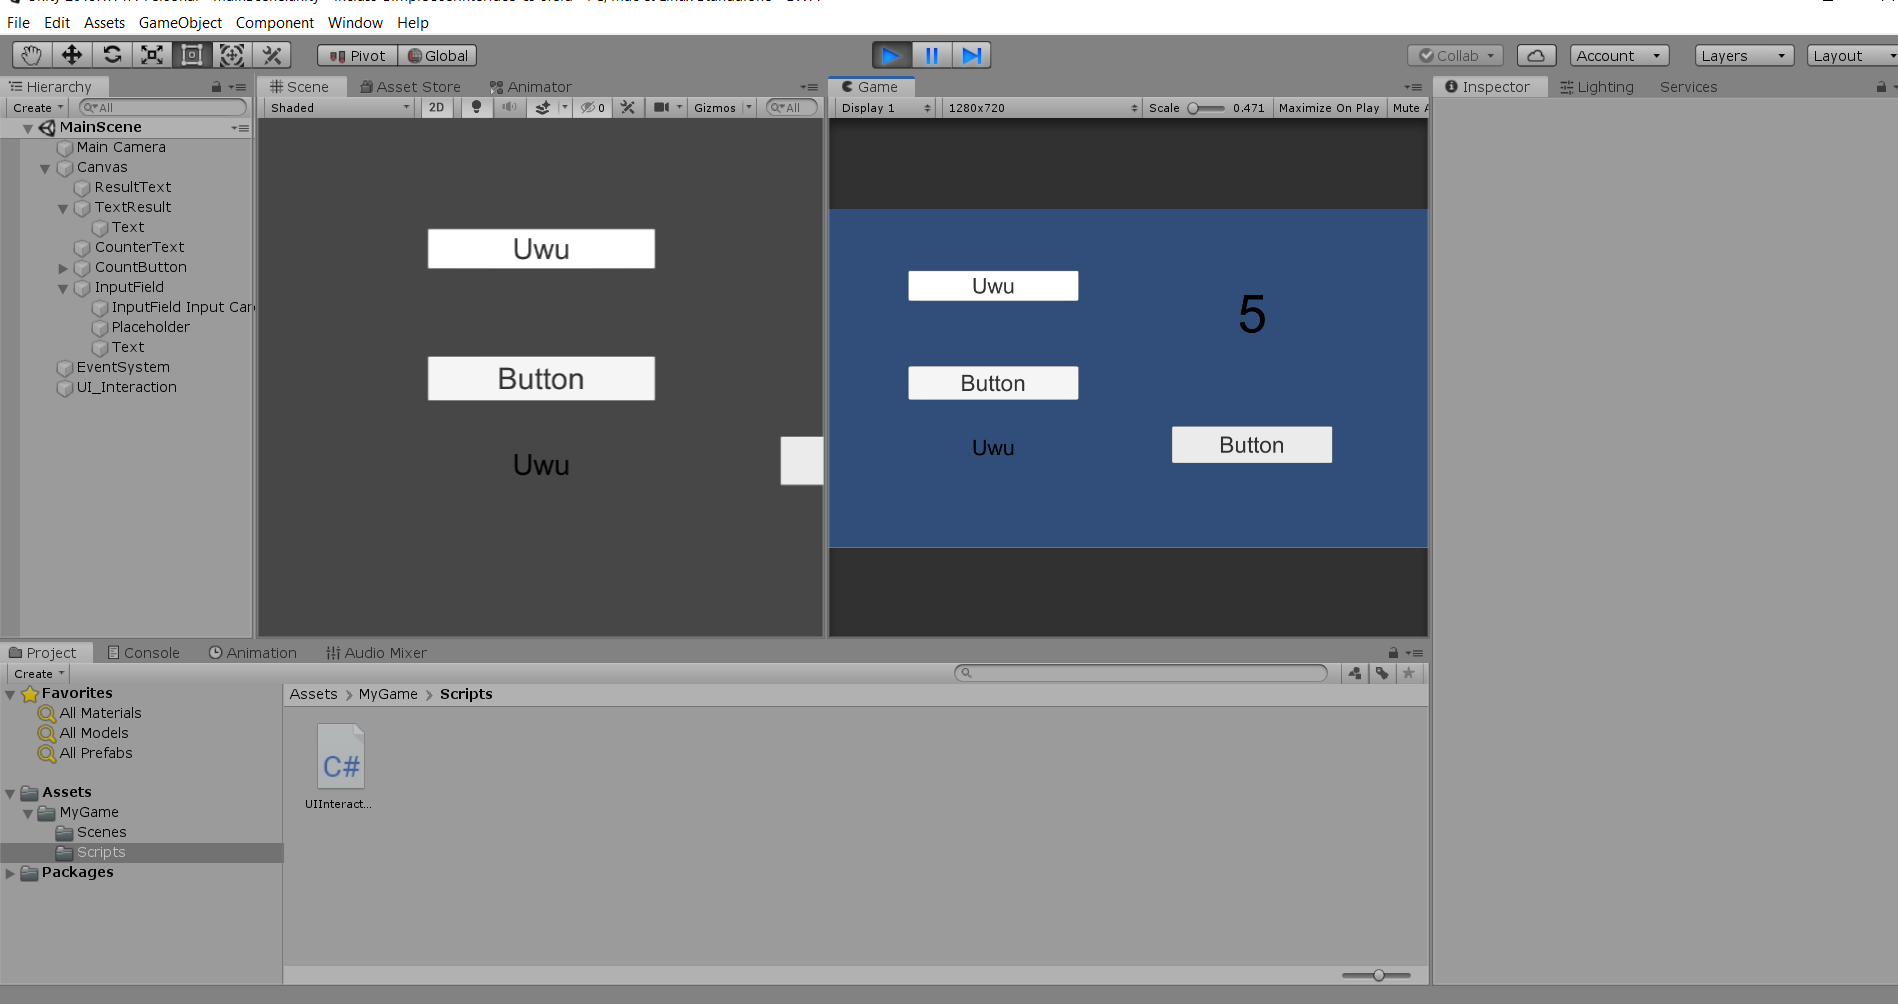 File Edit Assets GameObject Component Window Help
Pivot Global Collab Account Layers Layout
Hierarchy
Create All
MainScene
Main Camera
Canvas
ResultText
TextResult
Text
CounterText
CountButton
InputField
InputField Input Car
Placeholder
Text
EventSystem
UI_Interaction
Scene Asset Store Animator
Shaded 2D 0 Gizmos All
Uwu
Button
Uwu
Game
Display 1 1280x720 Scale 0.471 Maximize On Play Mute A
Uwu
5
Button
Uwu
Button
Inspector Lighting Services
Project Console Animation Audio Mixer
Create
Favorites
All Materials
All Models
All Prefabs
Assets
MyGame
Scenes
Scripts
Packages
Assets > MyGame > Scripts
C#
UIInteract...